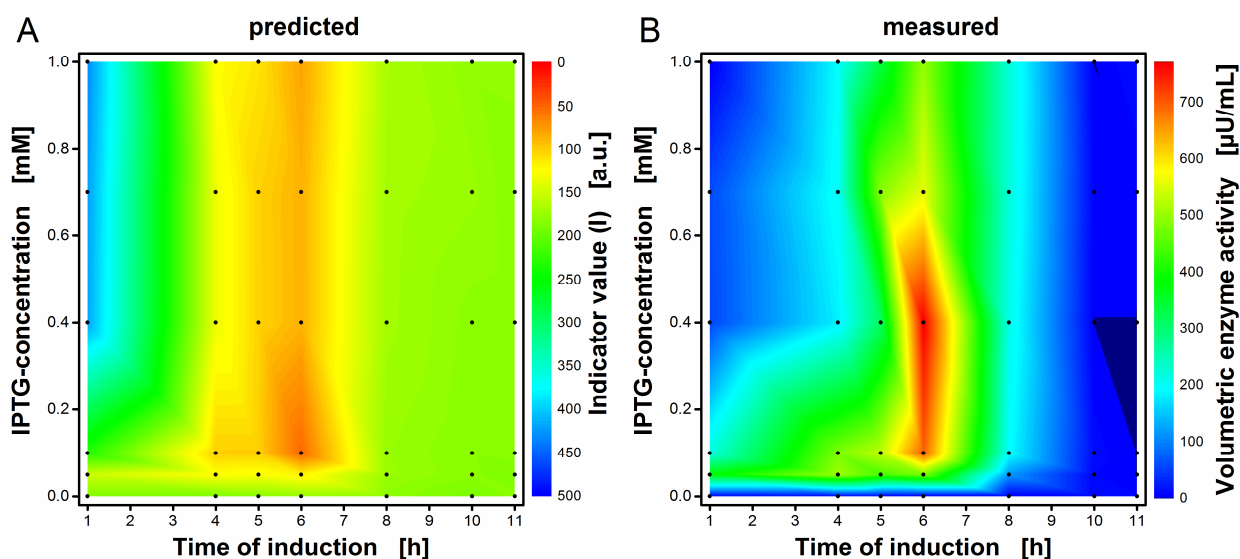 A
predicted
IPTG-concentration [mM]
1.0
0.8
0.6
0.4
0.2
0.0
1 2 3 4 5 6 7 8 9 10 11
Time of induction [h]
0
50
100
150
200
250
300
350
400
450
500
Indicator value (I) [a.u.]
B
measured
IPTG-concentration [mM]
1.0
0.8
0.6
0.4
0.2
0.0
1 2 3 4 5 6 7 8 9 10 11
Time of induction [h]
700
600
500
400
300
200
100
0
Volumetric enzyme activity [µU/mL]